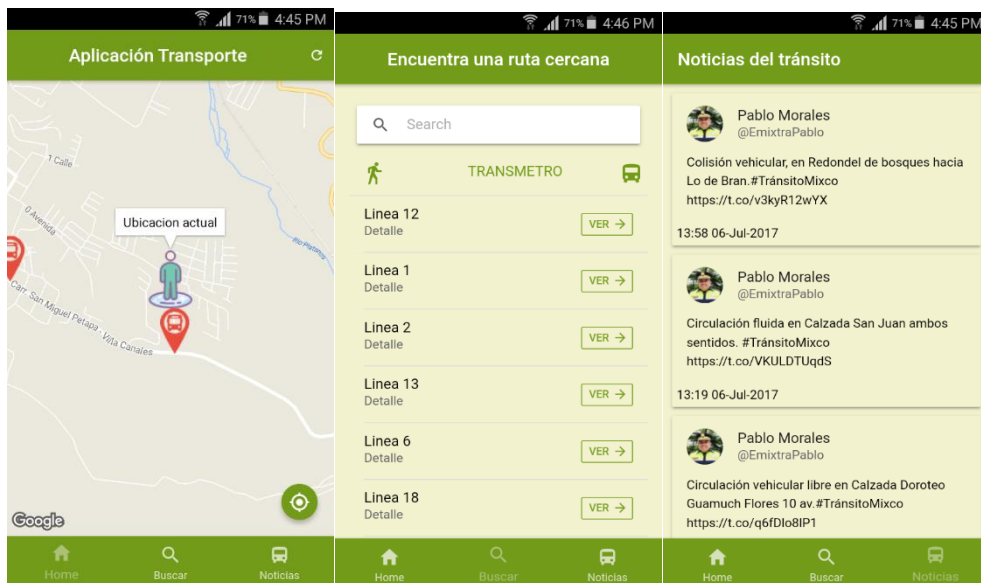 71% 4:45 PM
Aplicación Transporte
1 Calle
0 Avenida
Ubicacion actual
Rio Platanos
Carr. San Miguel Petapa - Villa Canales
Google
Home
Buscar
Noticias
71% 4:46 PM
Encuentra una ruta cercana
Search
TRANSMETRO
Linea 12
Detalle
VER →
Linea 1
Detalle
VER →
Linea 2
Detalle
VER →
Linea 13
Detalle
VER →
Linea 6
Detalle
VER →
Linea 18
Detalle
VER →
Home
Buscar
Noticias
71% 4:45 PM
Noticias del tránsito
Pablo Morales
@EmixtraPablo
Colisión vehicular, en Redondel de bosques hacia
Lo de Bran.#TránsitoMixco
https://t.co/v3kyR12wYX
13:58 06-Jul-2017
Pablo Morales
@EmixtraPablo
Circulación fluida en Calzada San Juan ambos
sentidos. #TránsitoMixco
https://t.co/VKULDTUqdS
13:19 06-Jul-2017
Pablo Morales
@EmixtraPablo
Circulación vehicular libre en Calzada Doroteo
Guamuch Flores 10 av.#TránsitoMixco
https://t.co/q6fDlo8lP1
Home
Buscar
Noticias